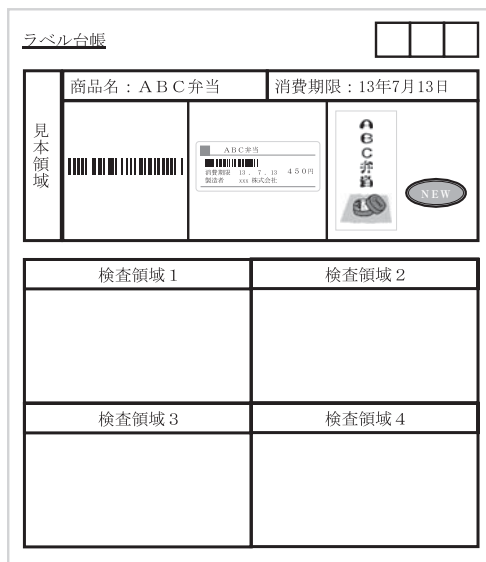 ラベル台帳
商品名：ＡＢＣ弁当
消費期限：13年7月13日
見本領域
ＡＢＣ弁当
消費期限 13．7．13
450円
製造者 xxx 株式会社
ＡＢＣ弁当
NEW
検査領域１
検査領域２
検査領域３
検査領域４